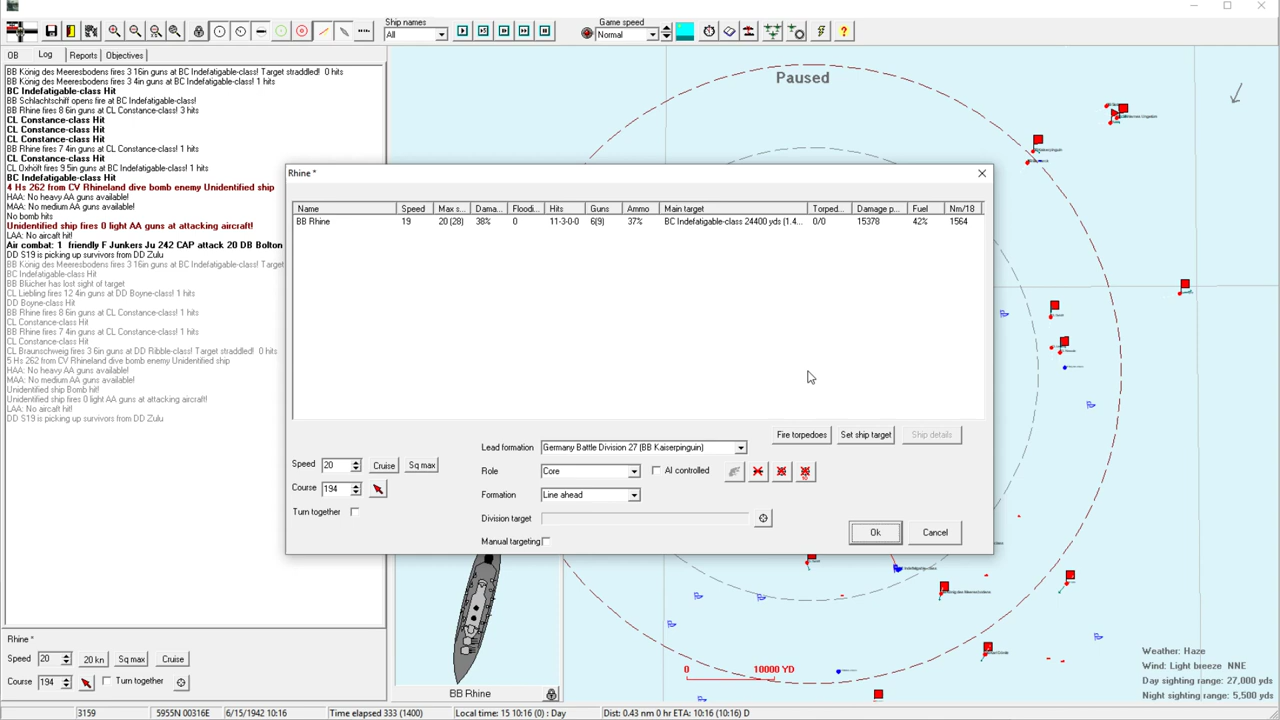 Ship names
Game speed
All
Normal
OB
Log
Reports
Objectives
BB König des Meeresbodens fires 3 16in guns at BC Indefatigable-class! Target straddled!  0 hits
BB König des Meeresbodens fires 3 4in guns at BC Indefatigable-class! 1 hits
BC Indefatigable-class Hit
BB Schlachtschiff opens fire at BC Indefatigable-class!
BB Rhine fires 8 6in guns at CL Constance-class! 3 hits
CL Constance-class Hit
CL Constance-class Hit
CL Constance-class Hit
BB Rhine fires 7 4in guns at CL Constance-class! 1 hits
CL Constance-class Hit
CL Oxhöft fires 9 5in guns at BC Indefatigable-class! 1 hits
BC Indefatigable-class Hit
4 Hs 262 from CV Rhineland dive bomb enemy Unidentified ship
HAA: No heavy AA guns available!
MAA: No medium AA guns available!
No bomb hits
Unidentified ship fires 0 light AA guns at attacking aircraft!
LAA: No aircaft hit!
Air combat: 1  friendly F Junkers Ju 242 CAP attack 20 DB Bolton
DD S19 is picking up survivors from DD Zulu
BB König des Meeresbodens fires 3 16in guns at BC Indefatigable-class! Target
BC Indefatigable-class Hit
BB Blücher has lost sight of target
CL Liebling fires 12 4in guns at DD Boyne-class! 1 hits
DD Boyne-class Hit
BB Rhine fires 8 6in guns at CL Constance-class! 1 hits
CL Constance-class Hit
BB Rhine fires 7 4in guns at CL Constance-class! 1 hits
CL Constance-class Hit
CL Braunschweig fires 3 6in guns at DD Ribble-class! Target straddled!  0 hits
5 Hs 262 from CV Rhineland dive bomb enemy Unidentified ship
HAA: No heavy AA guns available!
MAA: No medium AA guns available!
Unidentified ship Bomb hit!
Unidentified ship fires 0 light AA guns at attacking aircraft!
LAA: No aircaft hit!
DD S19 is picking up survivors from DD Zulu
Paused
Rhine *
Name Speed Max s... Dama... Floodi... Hits Guns Ammo Main target Torped... Damage p... Fuel Nm/18
BB Rhine 19 20 (28) 38% 0 11-3-0-0 6(9) 37% BC Indefatigable-class 24400 yds (1.4... 0/0 15378 42% 1564
Fire torpedoes
Set ship target
Ship details
Lead formation
Germany Battle Division 27 (BB Kaiserpinguin)
Speed
20
Cruise
Sq max
Role
Core
AI controlled
Course
194
Formation
Line ahead
Turn together
Division target
Manual targeting
Ok
Cancel
Rhine *
Speed
20
20 kn
Sq max
Cruise
Course
194
Turn together
BB Rhine
0
10000 YD
Weather: Haze
Wind: Light breeze  NNE
Day sighting range: 27,000 yds
Night sighting range: 5,500 yds
3159
5955N 00316E
6/15/1942 10:16
Time elapsed 333 (1400)
Local time: 15 10:16 (0) : Day
Dist: 0.43 nm 0 hr ETA: 10:16 (10:16) D